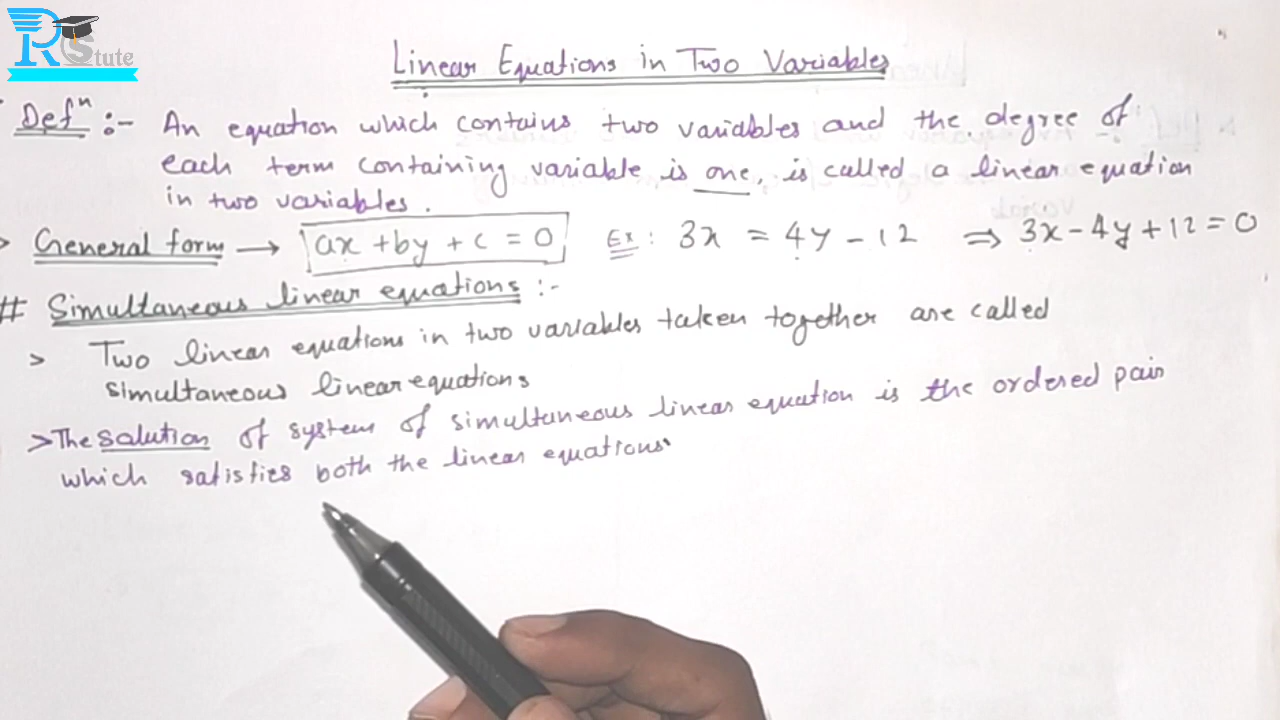 RStute
Linear Equations in Two Variables
Defⁿ :- An equation which contains two variables and the degree of
each term containing variable is one, is called a linear equation
in two variables.
> General form → ax + by + c = 0 Ex: 3x = 4y - 12 ⇒ 3x - 4y + 12 = 0
# Simultaneous linear equations :-
> Two linear equations in two variables taken together are called
simultaneous linear equations
> The solution of system of simultaneous linear equation is the ordered pair
which satisfies both the linear equations.